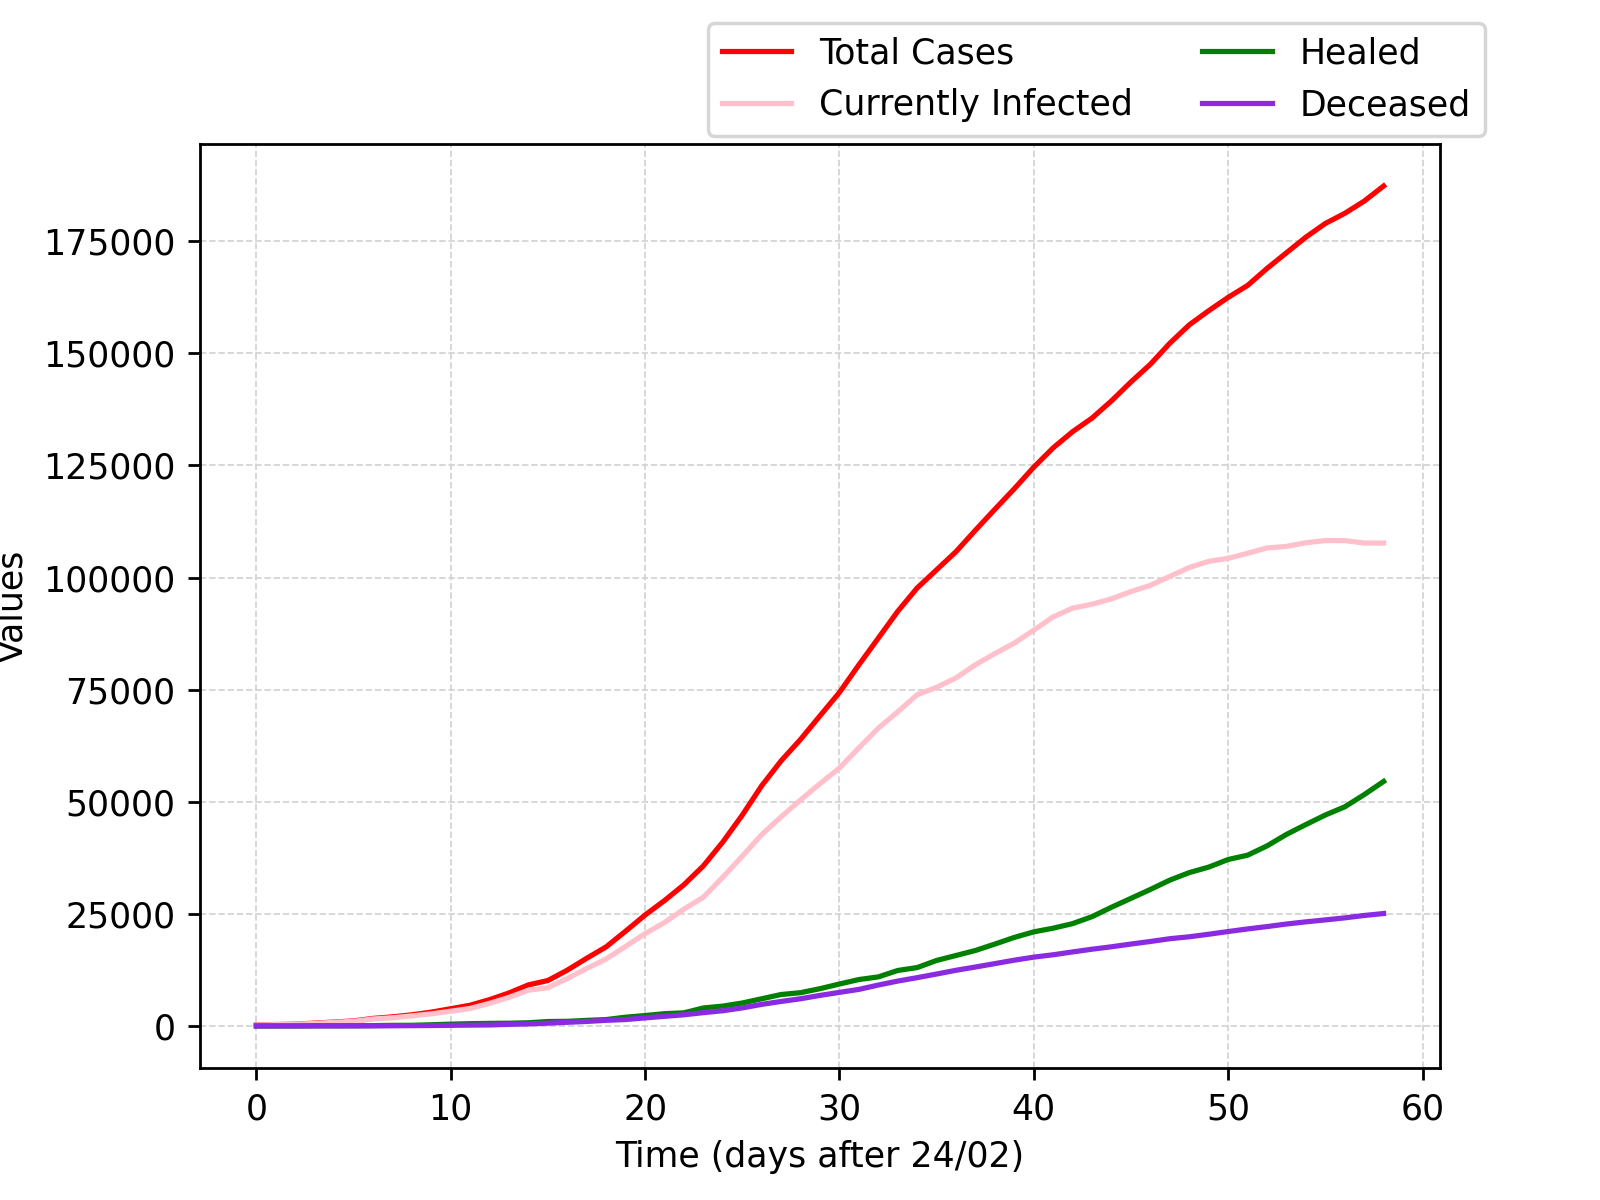 Total Cases
Currently Infected
Healed
Deceased
175000
150000
125000
100000
75000
50000
25000
0
Values
0 10 20 30 40 50 60
Time (days after 24/02)